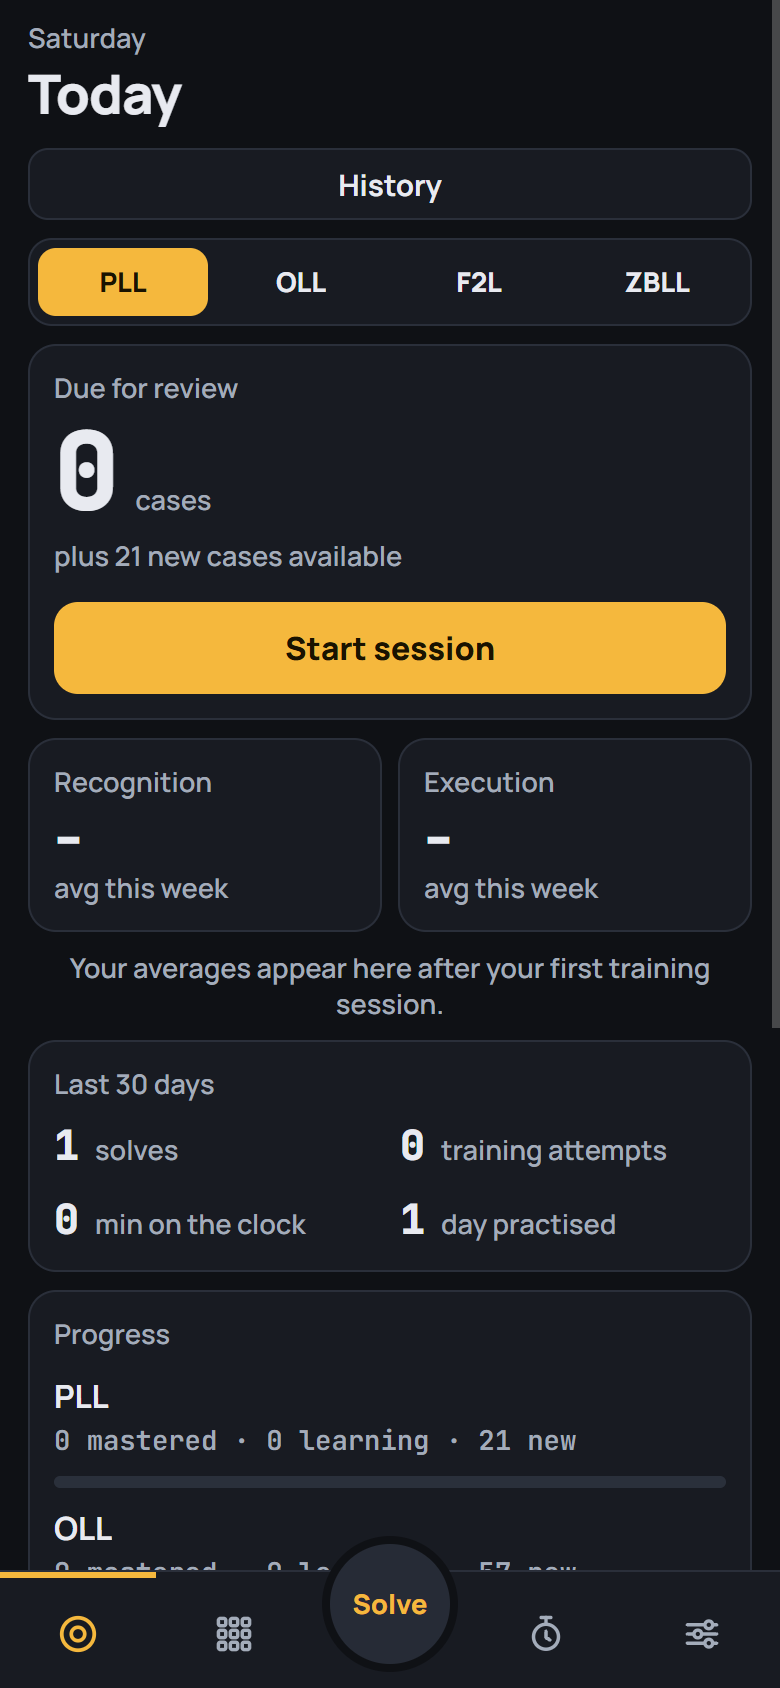 Saturday
Today
History
PLL OLL F2L ZBLL
Due for review
0 cases
plus 21 new cases available
Start session
Recognition
–
avg this week
Execution
–
avg this week
Your averages appear here after your first training
session.
Last 30 days
1 solves
0 training attempts
0 min on the clock
1 day practised
Progress
PLL
0 mastered · 0 learning · 21 new
OLL
Solve